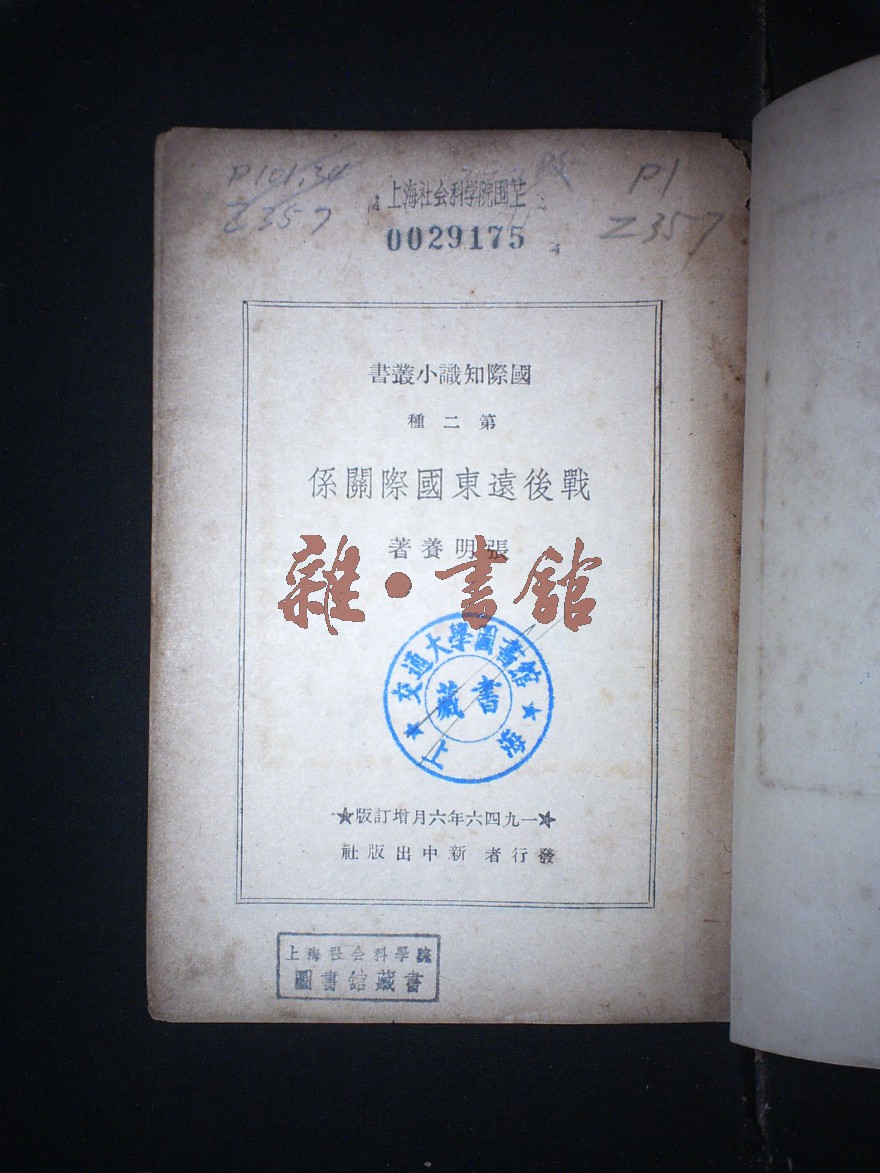 P101.34
Z357
上海社会科学院图
0029175
P1
Z357
國際知識小叢書
第二種
戰後遠東國際關係
張明養著
雜·書館
交通大學圖書館
藏書
上海
★一九四六年六月增訂版★
發行者 新中出版社
上海社会科学院
圖書館藏書